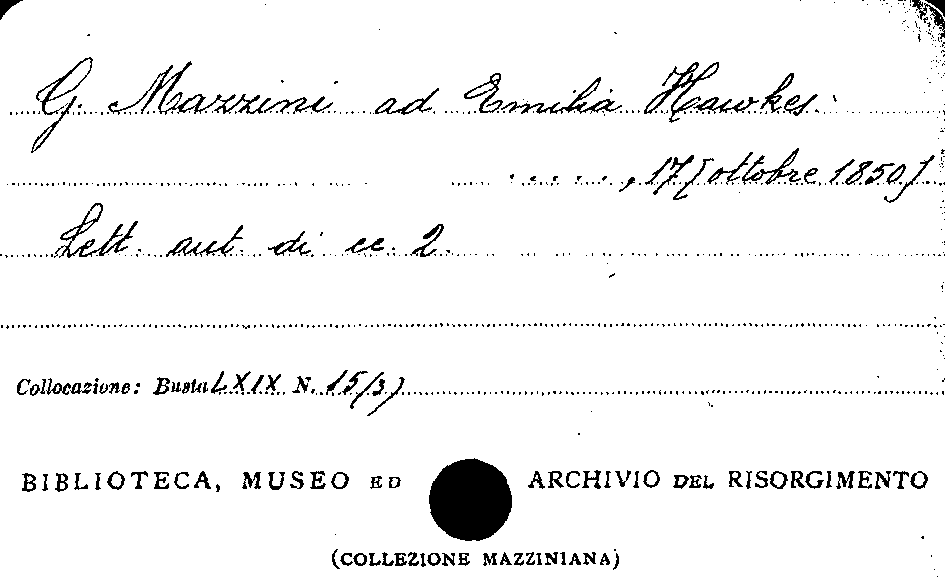 G. Mazzini ad Emilia Hawkes.
....., 17 [ottobre 1850]
Lett. aut. di cc. 2.
Collocazione: Busta LXIX N. 15(3)
BIBLIOTECA, MUSEO ED ARCHIVIO DEL RISORGIMENTO
(COLLEZIONE MAZZINIANA)